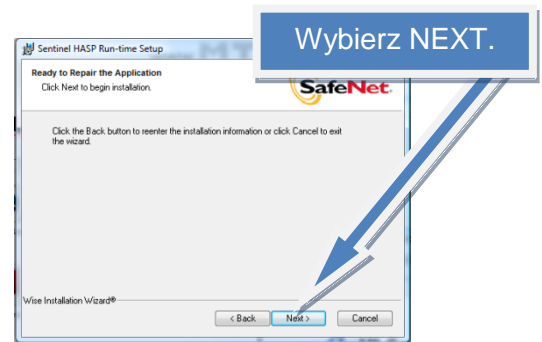 Wybierz NEXT.
Sentinel HASP Run-time Setup
Ready to Repair the Application
Click Next to begin installation.
SafeNet.
Click the Back button to reenter the installation information or click Cancel to exit
the wizard.
Wise Installation Wizard®
< Back
Next >
Cancel